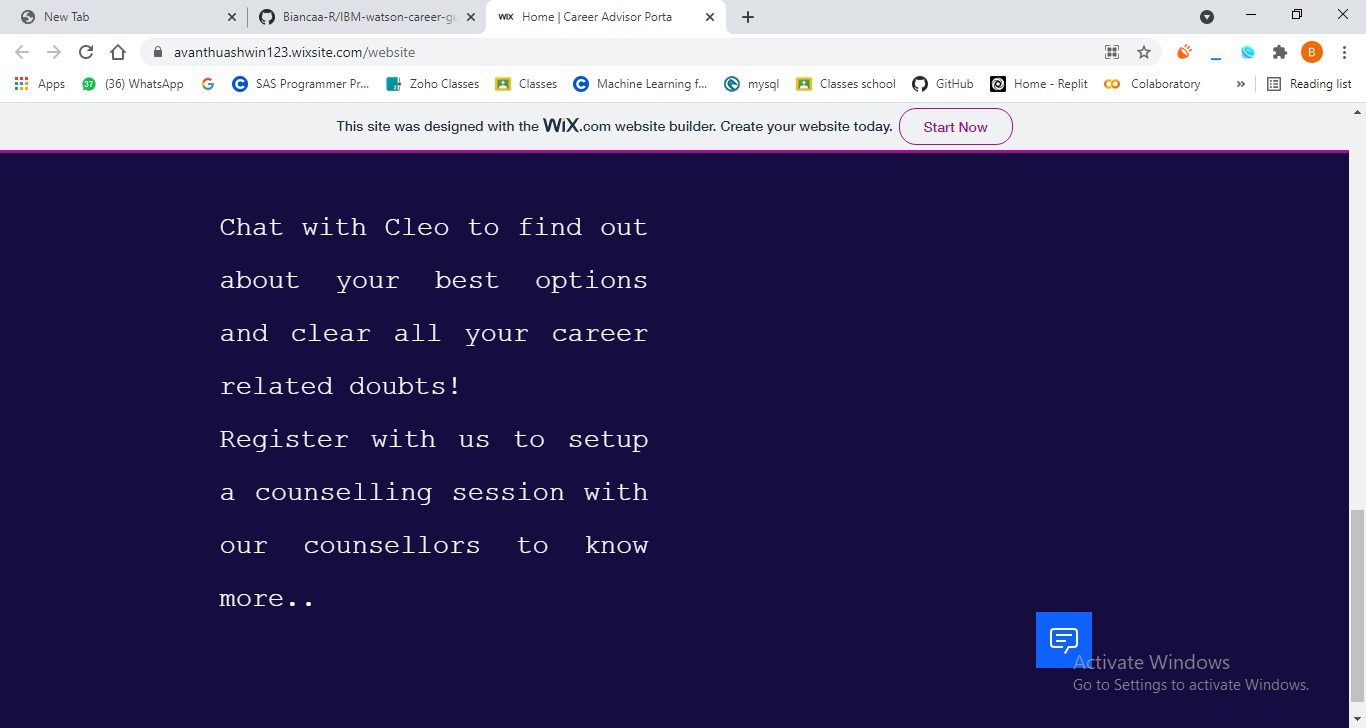 New Tab
Biancaa-R/IBM-watson-career-gu
WiX Home | Career Advisor Porta
avanthuashwin123.wixsite.com/website
B
Apps
37 (36) WhatsApp
G
C SAS Programmer Pr...
Zoho Classes
Classes
C Machine Learning f...
mysql
Classes school
GitHub
Home - Replit
Colaboratory
»
Reading list
This site was designed with the WiX.com website builder. Create your website today.
Start Now
Chat with Cleo to find out
about your best options
and clear all your career
related doubts!
Register with us to setup
a counselling session with
our counsellors to know
more..
Activate Windows
Go to Settings to activate Windows.